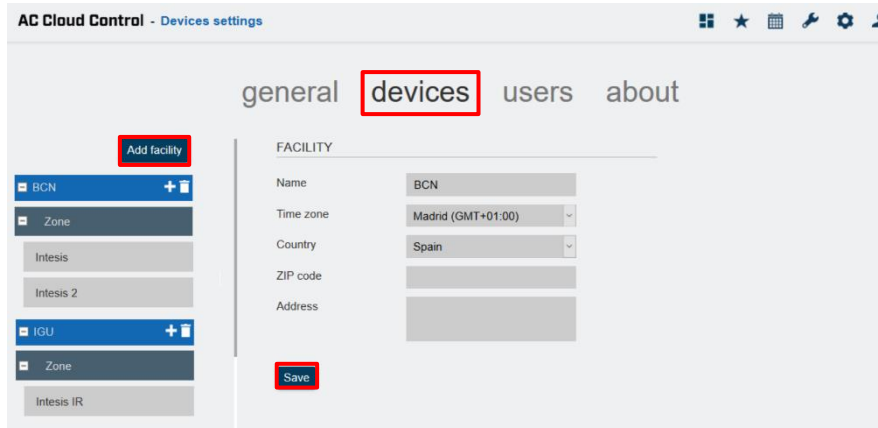 AC Cloud Control - Devices settings
general devices users about
Add facility
BCN
Zone
Intesis
Intesis 2
IGU
Zone
Intesis IR
FACILITY
Name BCN
Time zone Madrid (GMT+01:00)
Country Spain
ZIP code
Address
Save